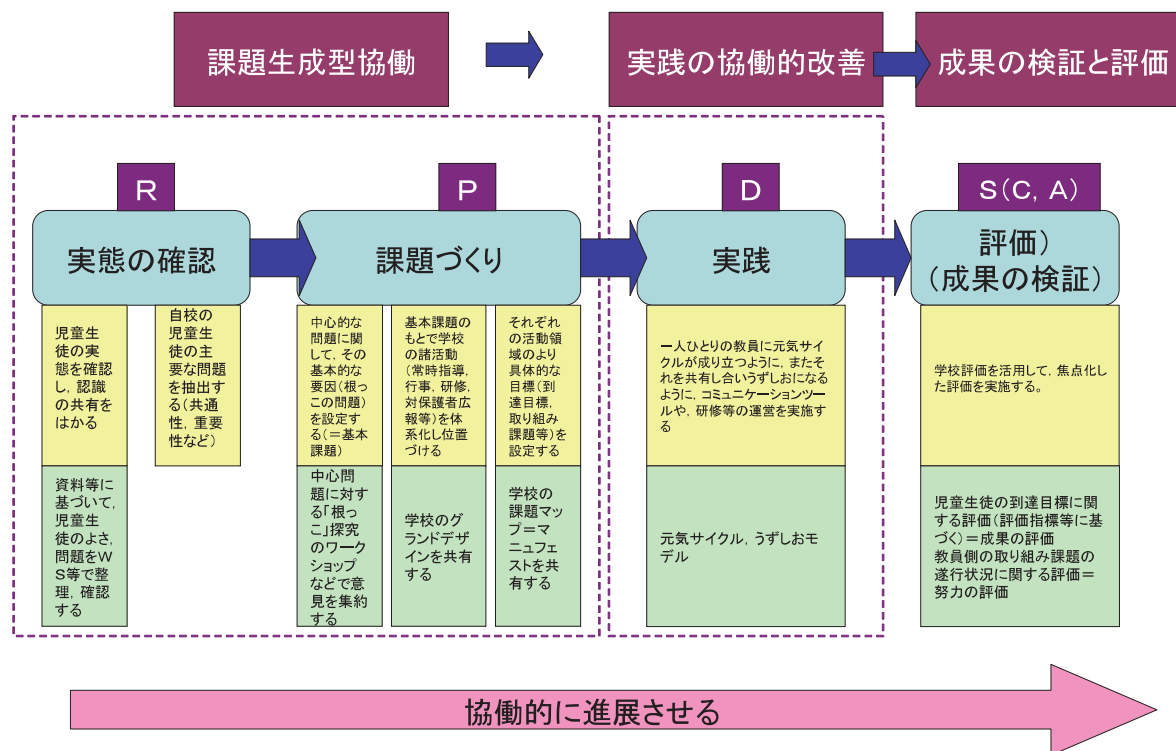 課題生成型協働
実践の協働的改善
成果の検証と評価
R
P
D
S(C, A)
実態の確認
課題づくり
実践
評価)
(成果の検証)
児童生
徒の実
態を確認
し, 認識
の共有を
はかる
自校の
児童生
徒の主
要な問題
を抽出す
る(共通
性, 重要
性など)
中心的な
問題に関
して, その
基本的な
要因(根っ
この問題)
を設定す
る(=基本
課題)
基本課題の
もとで学校
の諸活動
(常時指導,
行事, 研修,
対保護者広
報等)を体
系化し位置
づける
それぞれ
の活動領
域のより
具体的な
目標(到
達目標,
取り組み
課題等)を
設定する
一人ひとりの教員に元気サイ
クルが成り立つように, またそ
れを共有し合いうずしおになる
ように, コミュニケーションツー
ルや, 研修等の運営を実施す
る
学校評価を活用して, 焦点化し
た評価を実施する。
資料等に
基づいて,
児童生
徒のよさ,
問題をW
S等で整
理, 確認
する
中心問
題に対す
る「根っ
こ」探究
のワーク
ショップ
などで意
見を集約
する
学校のグ
ランドデザ
インを共有
する
学校の
課題マッ
プ=マ
ニュフェ
ストを共
有する
元気サイクル, うずしおモ
デル
児童生徒の到達目標に関
する評価(評価指標等に基
づく)=成果の評価
教員側の取り組み課題の
遂行状況に関する評価=
努力の評価
協働的に進展させる